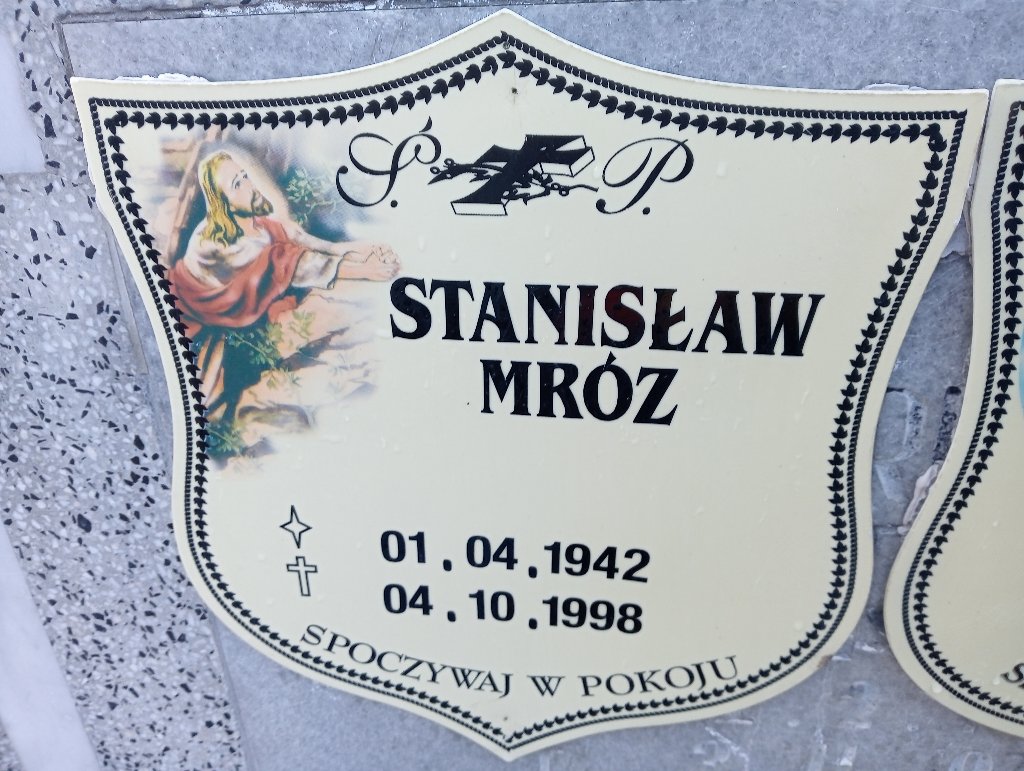 Ś. P.
STANISŁAW
MRÓZ
01.04.1942
04.10.1998
SPOCZYWAJ W POKOJU